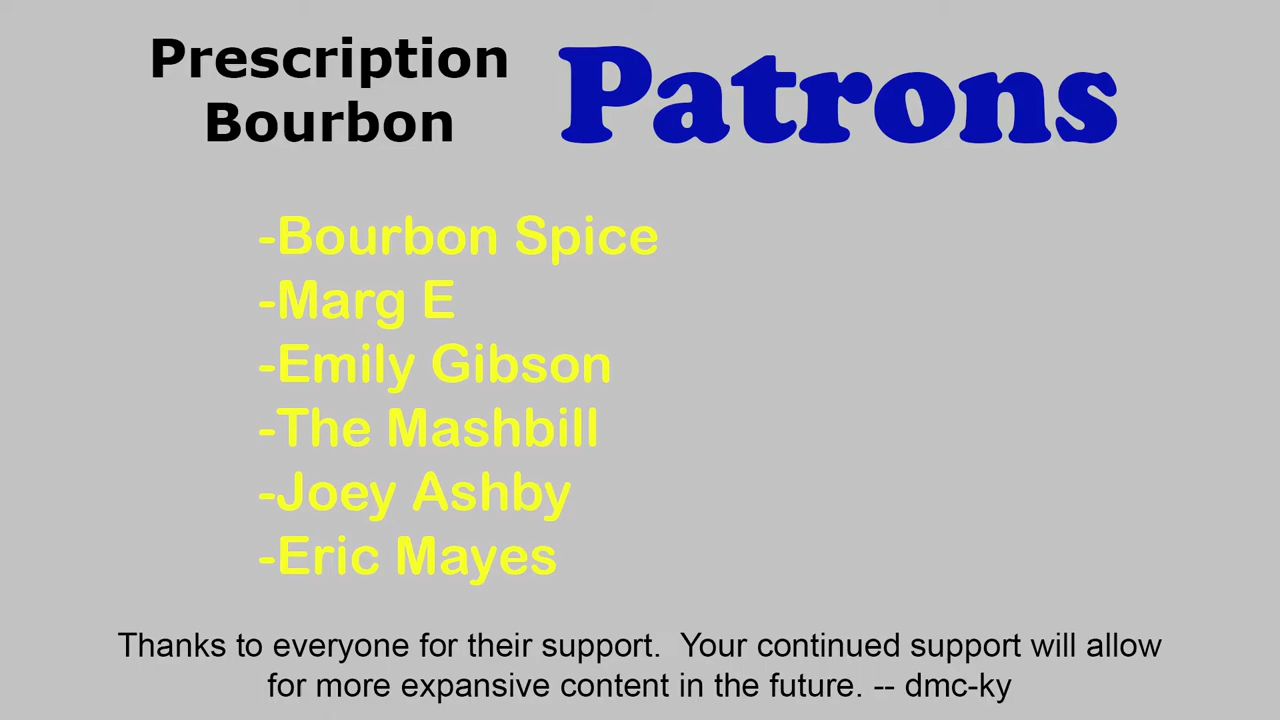 Prescription
Bourbon
Patrons
-Bourbon Spice
-Marg E
-Emily Gibson
-The Mashbill
-Joey Ashby
-Eric Mayes
Thanks to everyone for their support.  Your continued support will allow
for more expansive content in the future. -- dmc-ky